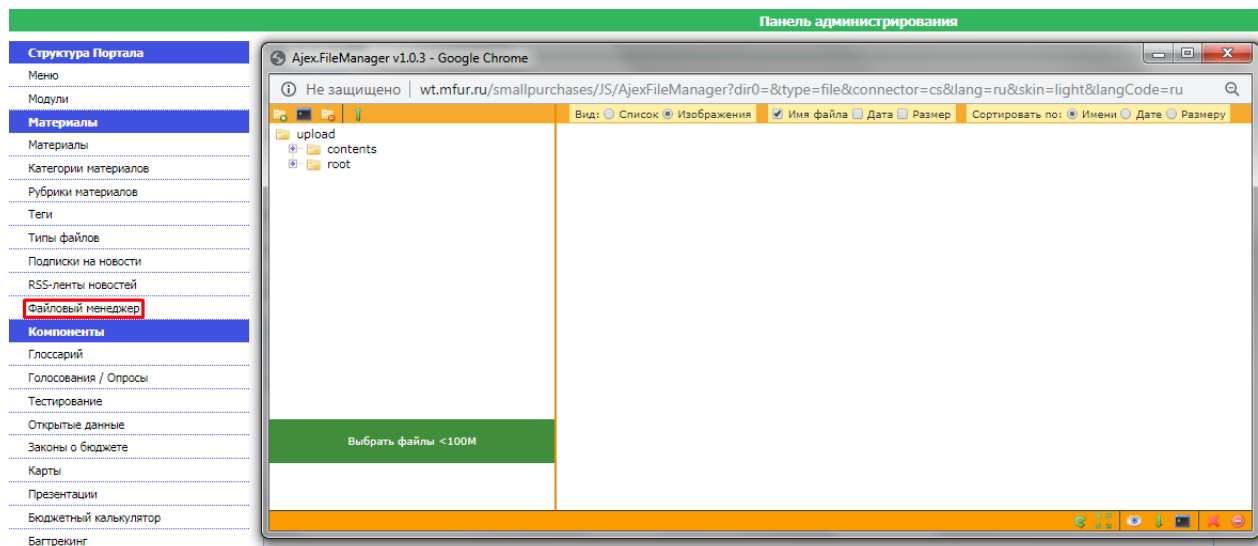 Панель администрирования
Структура Портала
Меню
Модули
Материалы
Материалы
Категории материалов
Рубрики материалов
Теги
Типы файлов
Подписки на новости
RSS-ленты новостей
Файловый менеджер
Компоненты
Глоссарий
Голосования / Опросы
Тестирование
Открытые данные
Законы о бюджете
Карты
Презентации
Бюджетный калькулятор
Багтрекинг
Ajex.FileManager v1.0.3 - Google Chrome
Не защищено | wt.mfur.ru/smallpurchases/JS/AjexFileManager?dir0=&type=file&connector=cs&lang=ru&skin=light&langCode=ru
Вид: Список Изображения Имя файла Дата Размер Сортировать по: Имени Дате Размеру
upload
contents
root
Выбрать файлы <100M